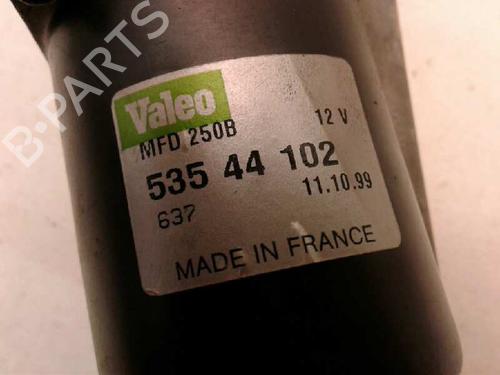 B-PARTS
Valeo
MFD 250B 12 V
535 44 102
637 11.10.99
MADE IN FRANCE